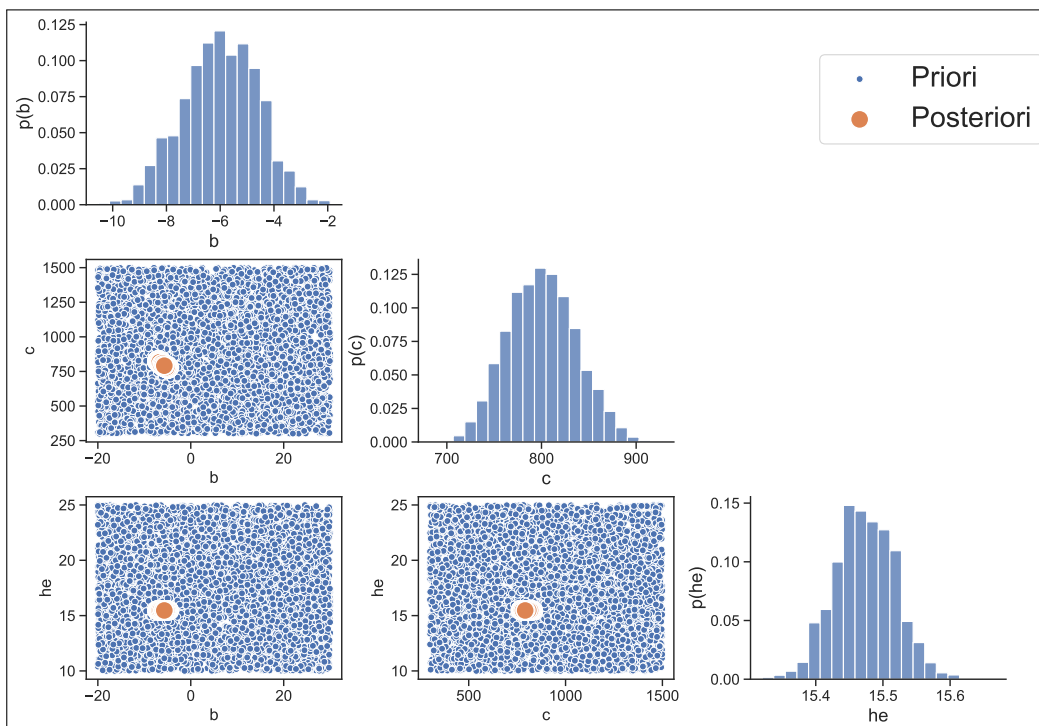 0.125
0.100
0.075
0.050
0.025
0.000
p(b)
−10 −8 −6 −4 −2
b
Priori
Posteriori
1500
1250
1000
750
500
250
c
−20 0 20
b
0.125
0.100
0.075
0.050
0.025
0.000
p(c)
700 800 900
c
25
20
15
10
he
−20 0 20
b
25
20
15
10
he
500 1000 1500
c
0.15
0.10
0.05
0.00
p(he)
15.4 15.5 15.6
he